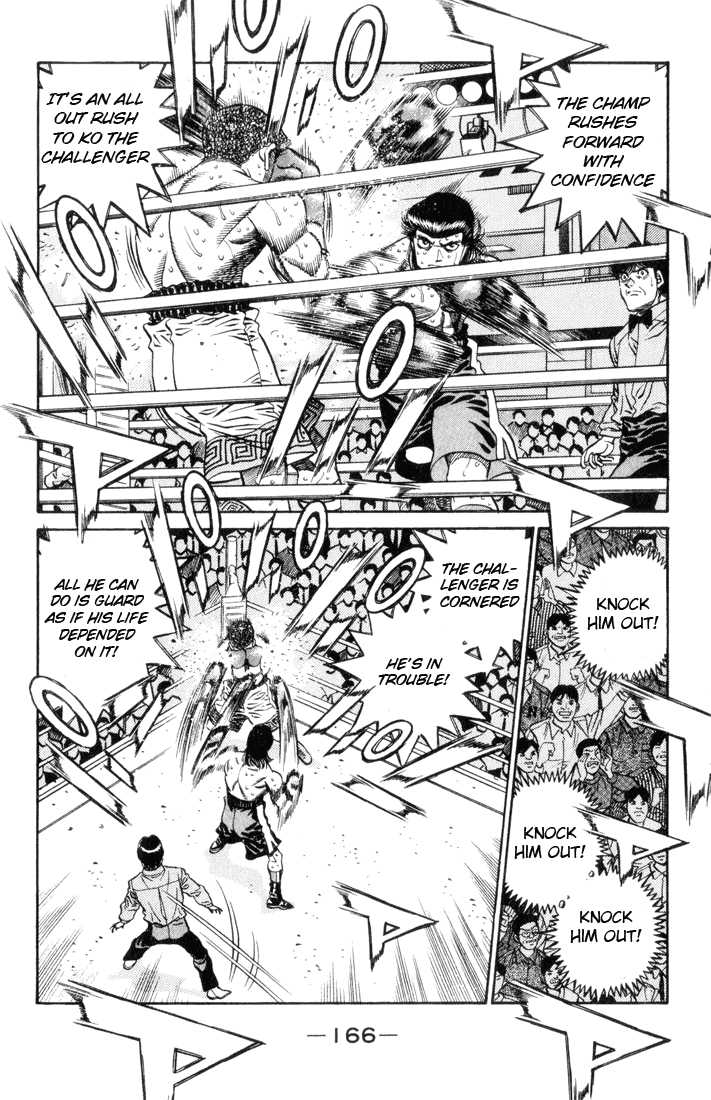 IT'S AN ALL
OUT RUSH
TO KO THE
CHALLENGER
THE CHAMP
RUSHES
FORWARD
WITH
CONFIDENCE
ALL HE CAN
DO IS GUARD
AS IF HIS LIFE
DEPENDED
ON IT!
THE CHAL-
LENGER IS
CORNERED
HE'S IN
TROUBLE!
KNOCK
HIM OUT!
KNOCK
HIM OUT!
KNOCK
HIM OUT!
—166—